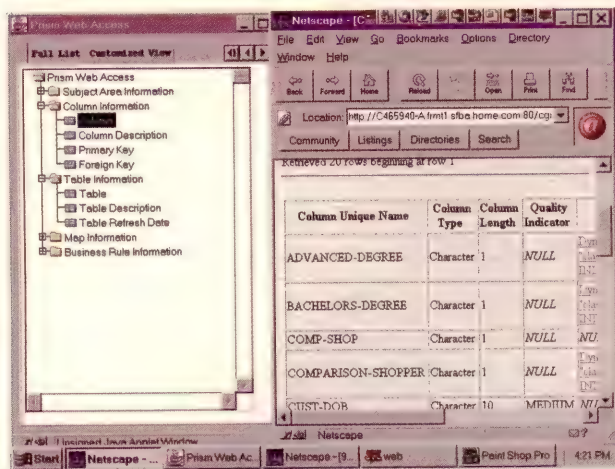 Prism Web Access
Full List Customized View
Prism Web Access
Subject Area Information
Column Information
Column
Column Description
Primary Key
Foreign Key
Table Information
Table
Table Description
Table Refresh Date
Map Information
Business Rule Information
Unsigned Java Applet Window
Netscape - [C
File Edit View Go Bookmarks Options Directory
Window Help
Back Forward Home Reload Open Print Find
Location: http://C465940-A.frmt1.sfba.home.com:80/cgi
Community Listings Directories Search
Retrieved 20 rows beginning at row 1
Column Unique Name Column Type Column Length Quality Indicator
ADVANCED-DEGREE Character 1 NULL
BACHELORS-DEGREE Character 1 NULL
COMP-SHOP Character 1 NULL NU
COMPARISON-SHOPPER Character 1 NULL
CUST-DOB Character 10 MEDIUM NU
Netscape
Start Netscape - ... Prism Web Ac... Netscape - [9... web Paint Shop Pro 4:21 PM